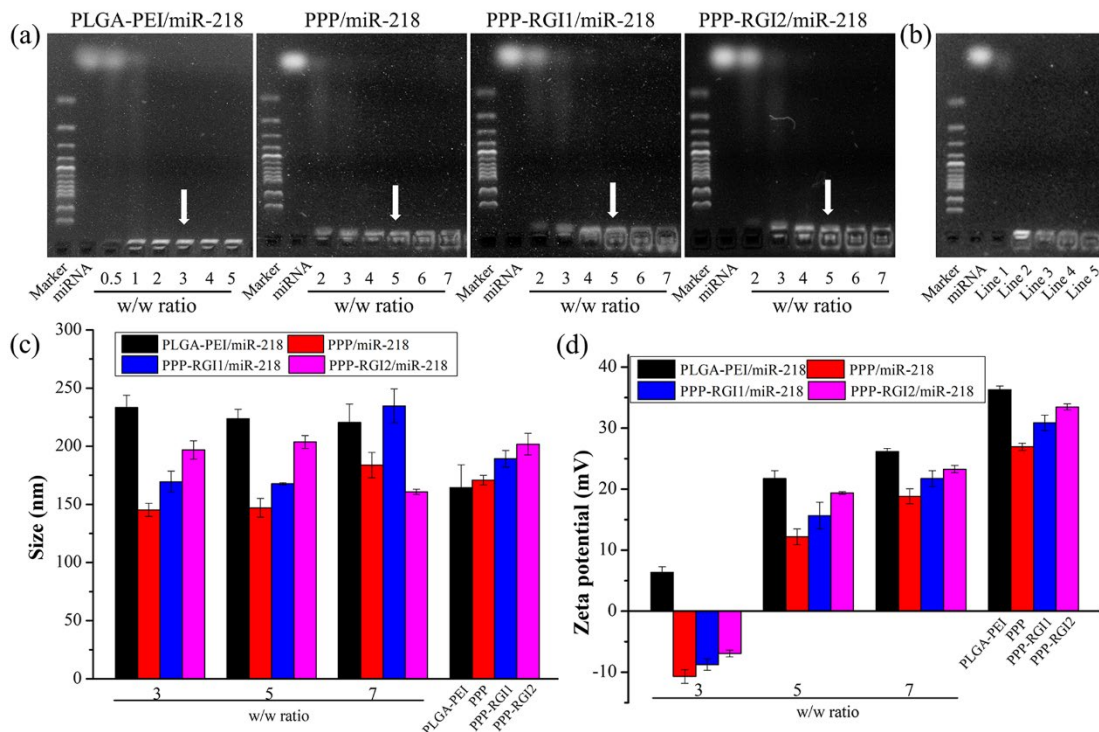 (a) PLGA-PEI/miR-218 PPP/miR-218 PPP-RGI1/miR-218 PPP-RGI2/miR-218 (b)
Marker miRNA 0.5 1 2 3 4 5 Marker miRNA 2 3 4 5 6 7 Marker miRNA 2 3 4 5 6 7 Marker miRNA 2 3 4 5 6 7 Marker miRNA Line 1 Line 2 Line 3 Line 4 Line 5
w/w ratio w/w ratio w/w ratio w/w ratio
(c)
PLGA-PEI/miR-218 PPP/miR-218
PPP-RGI1/miR-218 PPP-RGI2/miR-218
Size (nm)
300
250
200
150
100
50
0
3 5 7 PLGA-PEI PPP PPP-RGI1 PPP-RGI2
w/w ratio
(d)
PLGA-PEI/miR-218 PPP/miR-218
PPP-RGI1/miR-218 PPP-RGI2/miR-218
Zeta potential (mV)
40
30
20
10
0
-10
PLGA-PEI PPP PPP-RGI1 PPP-RGI2
3 5 7
w/w ratio